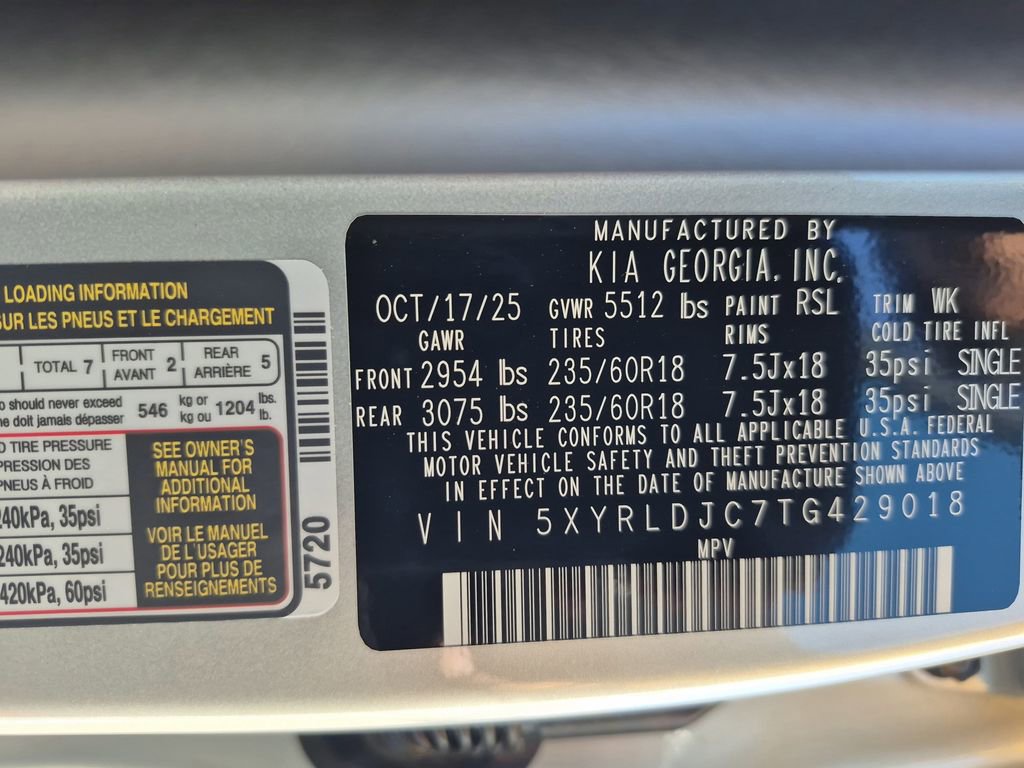 LOADING INFORMATION
SUR LES PNEUS ET LE CHARGEMENT
TOTAL 7 FRONT AVANT 2 REAR ARRIÈRE 5
should never exceed
ne doit jamais dépasser
546 kg or kg ou 1204 lbs. lb.
TIRE PRESSURE
PRESSION DES
PNEUS À FROID
240kPa, 35psi
240kPa, 35psi
420kPa, 60psi
SEE OWNER'S
MANUAL FOR
ADDITIONAL
INFORMATION
VOIR LE MANUEL
DE L'USAGER
POUR PLUS DE
RENSEIGNEMENTS
5720
MANUFACTURED BY
KIA GEORGIA, INC.
OCT/17/25 GVWR 5512 lbs PAINT RSL TRIM WK
GAWR TIRES RIMS COLD TIRE INFL
FRONT 2954 lbs 235/60R18 7.5Jx18 35psi SINGLE
REAR 3075 lbs 235/60R18 7.5Jx18 35psi SINGLE
THIS VEHICLE CONFORMS TO ALL APPLICABLE U.S.A. FEDERAL
MOTOR VEHICLE SAFETY AND THEFT PREVENTION STANDARDS
IN EFFECT ON THE DATE OF MANUFACTURE SHOWN ABOVE
VIN 5XYRLDJC7TG429018
MPV